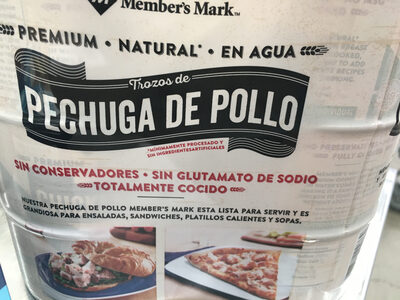 Member's Mark™
PREMIUM • NATURAL* • EN AGUA
Trozos de
PECHUGA DE POLLO
*MÍNIMAMENTE PROCESADO Y
SIN INGREDIENTES ARTIFICIALES
SIN CONSERVADORES • SIN GLUTAMATO DE SODIO
TOTALMENTE COCIDO
NUESTRA PECHUGA DE POLLO MEMBER'S MARK ESTA LISTA PARA SERVIR Y ES
GRANDIOSA PARA ENSALADAS, SANDWICHES, PLATILLOS CALIENTES Y SOPAS.